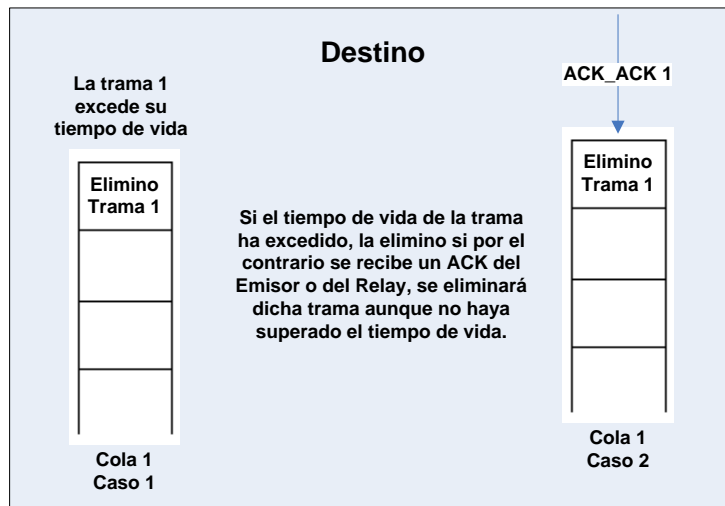 Destino
La trama 1
excede su
tiempo de vida
ACK_ACK 1
Elimino
Trama 1
Elimino
Trama 1
Si el tiempo de vida de la trama
ha excedido, la elimino si por el
contrario se recibe un ACK del
Emisor o del Relay, se eliminará
dicha trama aunque no haya
superado el tiempo de vida.
Cola 1
Caso 1
Cola 1
Caso 2